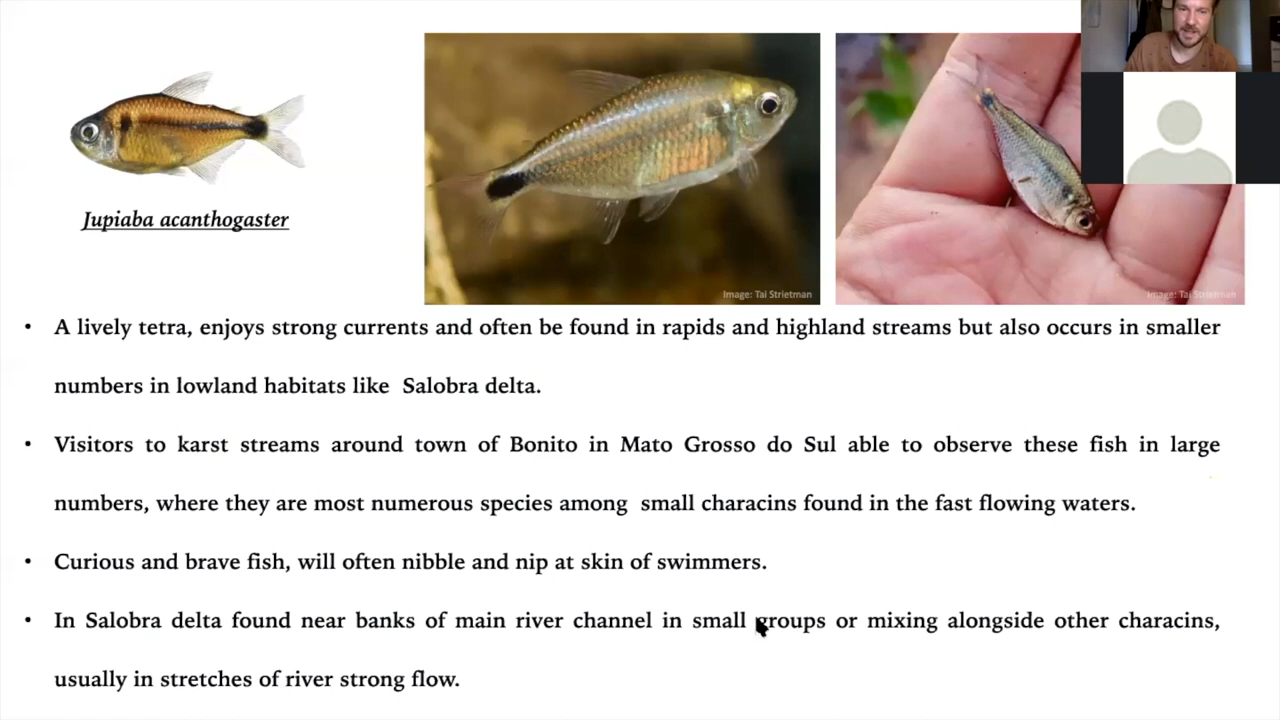 Jupiaba acanthogaster
Image: Tai Strietman
Image: Tai Strietman
• A lively tetra, enjoys strong currents and often be found in rapids and highland streams but also occurs in smaller
numbers in lowland habitats like Salobra delta.
• Visitors to karst streams around town of Bonito in Mato Grosso do Sul able to observe these fish in large
numbers, where they are most numerous species among small characins found in the fast flowing waters.
• Curious and brave fish, will often nibble and nip at skin of swimmers.
• In Salobra delta found near banks of main river channel in small groups or mixing alongside other characins,
usually in stretches of river strong flow.